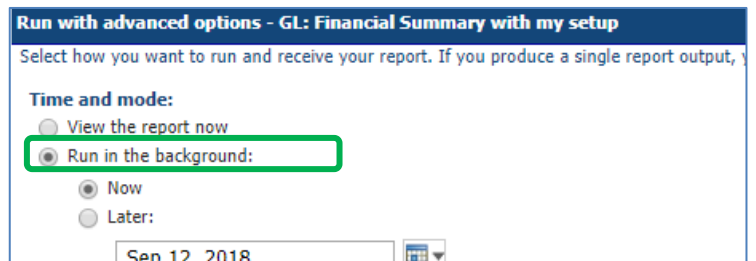 Run with advanced options - GL: Financial Summary with my setup
Select how you want to run and receive your report. If you produce a single report output,
Time and mode:
View the report now
Run in the background:
Now
Later:
Sep 12, 2018